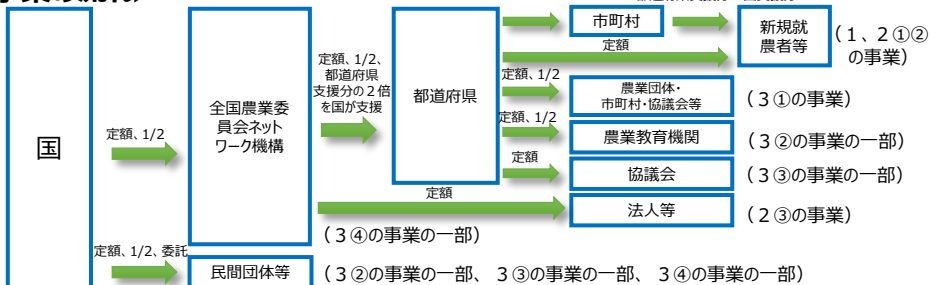 市町村
定額
新規就
農者等
（１、２①②
の事業）
定額、1/2、
都道府県
支援分の２倍
を国が支援
都道府県
定額、1/2
農業団体・
市町村・協議会等
（３①の事業）
国
定額、1/2
全国農業委
員会ネット
ワーク機構
定額、1/2
農業教育機関
（３②の事業の一部）
定額
協議会
（３③の事業の一部）
定額
法人等
（２③の事業）
（３④の事業の一部）
定額、1/2、委託
民間団体等
（３②の事業の一部、３③の事業の一部、３④の事業の一部）